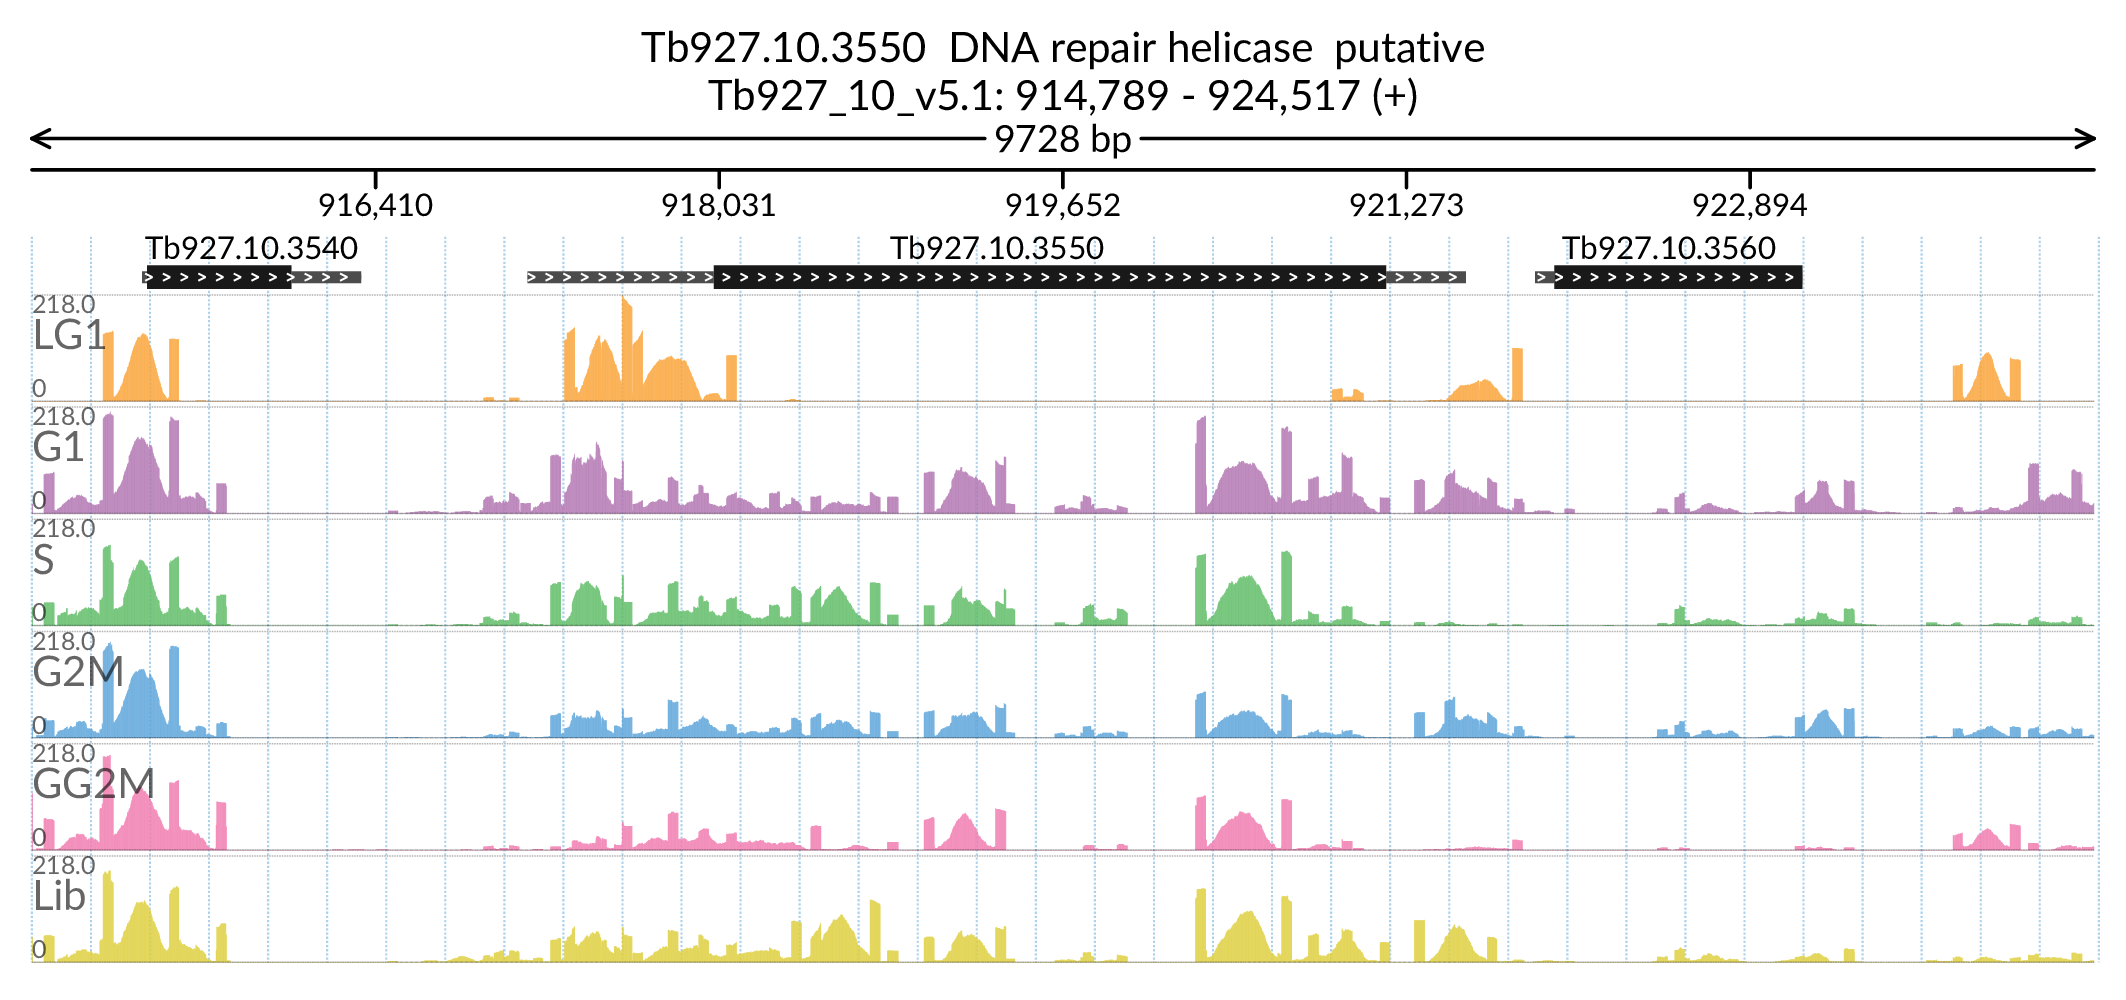 Tb927.10.3550 DNA repair helicase putative
Tb927_10_v5.1: 914,789 - 924,517 (+)
9728 bp
916,410 918,031 919,652 921,273 922,894
Tb927.10.3540 Tb927.10.3550 Tb927.10.3560
218.0
LG1
0
218.0
G1
0
218.0
S
0
218.0
G2M
0
218.0
GG2M
0
218.0
Lib
0